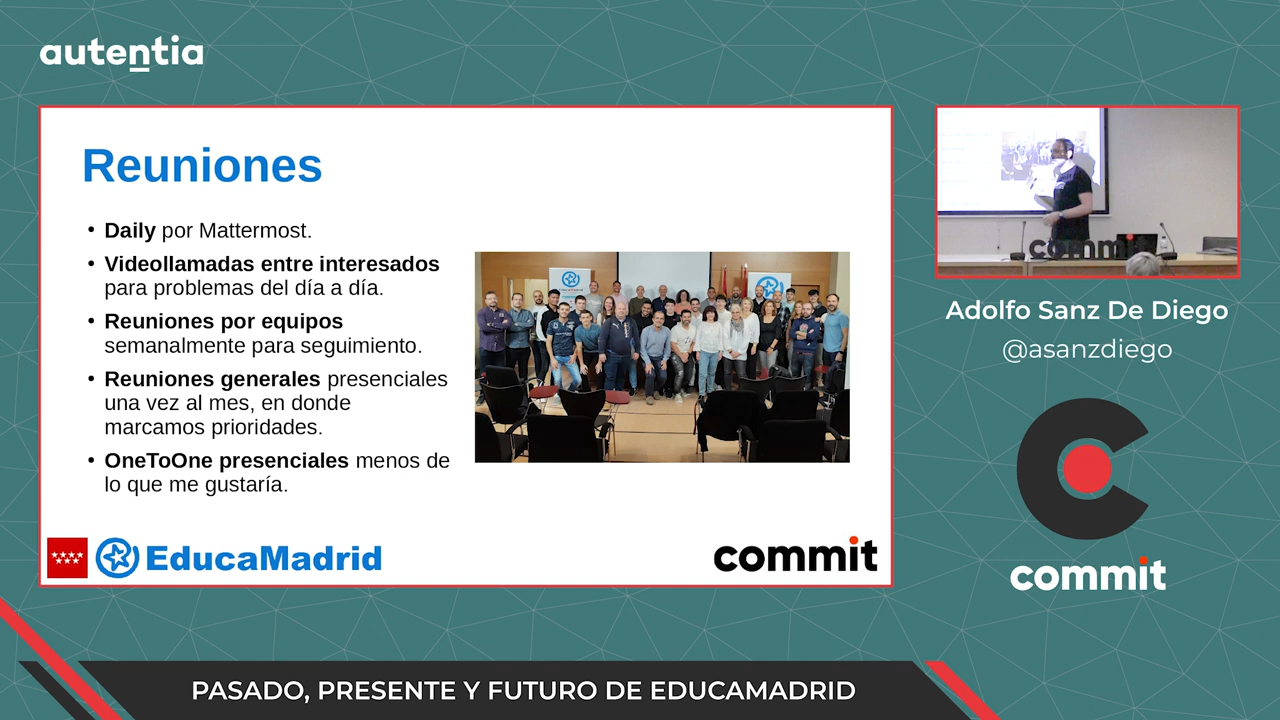 autentia
Reuniones
• Daily por Mattermost.
• Videollamadas entre interesados
para problemas del día a día.
• Reuniones por equipos
semanalmente para seguimiento.
• Reuniones generales presenciales
una vez al mes, en donde
marcamos prioridades.
• OneToOne presenciales menos de
lo que me gustaría.
EducaMadrid
commit
commit
Adolfo Sanz De Diego
@asanzdiego
commit
PASADO, PRESENTE Y FUTURO DE EDUCAMADRID